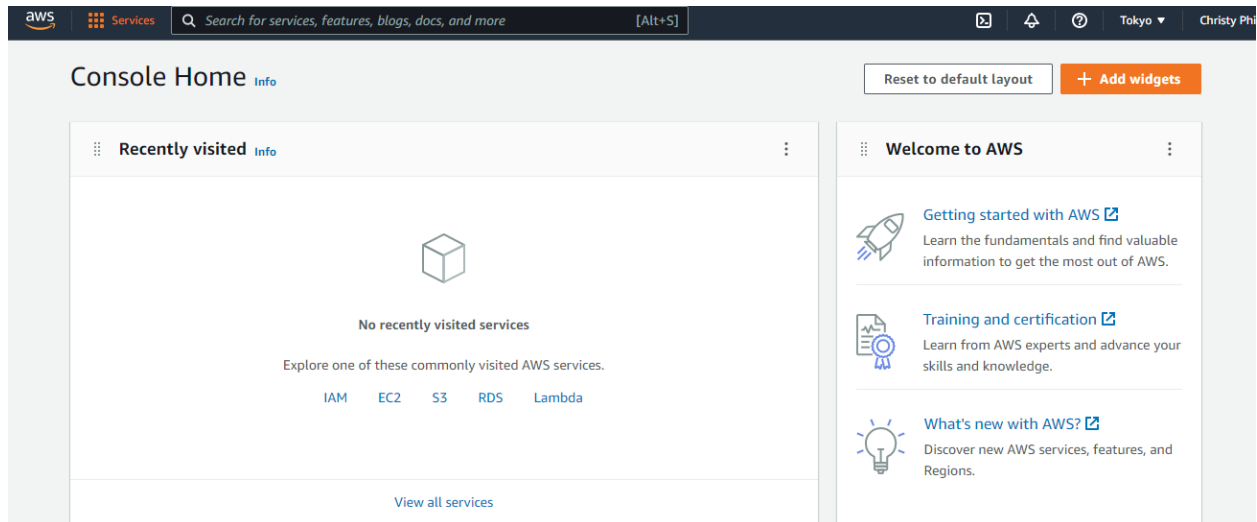 aws
Services
Search for services, features, blogs, docs, and more [Alt+S]
Tokyo ▼
Christy Phi
Console Home Info
Reset to default layout
+ Add widgets
Recently visited Info
No recently visited services
Explore one of these commonly visited AWS services.
IAM EC2 S3 RDS Lambda
View all services
Welcome to AWS
Getting started with AWS
Learn the fundamentals and find valuable
information to get the most out of AWS.
Training and certification
Learn from AWS experts and advance your
skills and knowledge.
What's new with AWS?
Discover new AWS services, features, and
Regions.